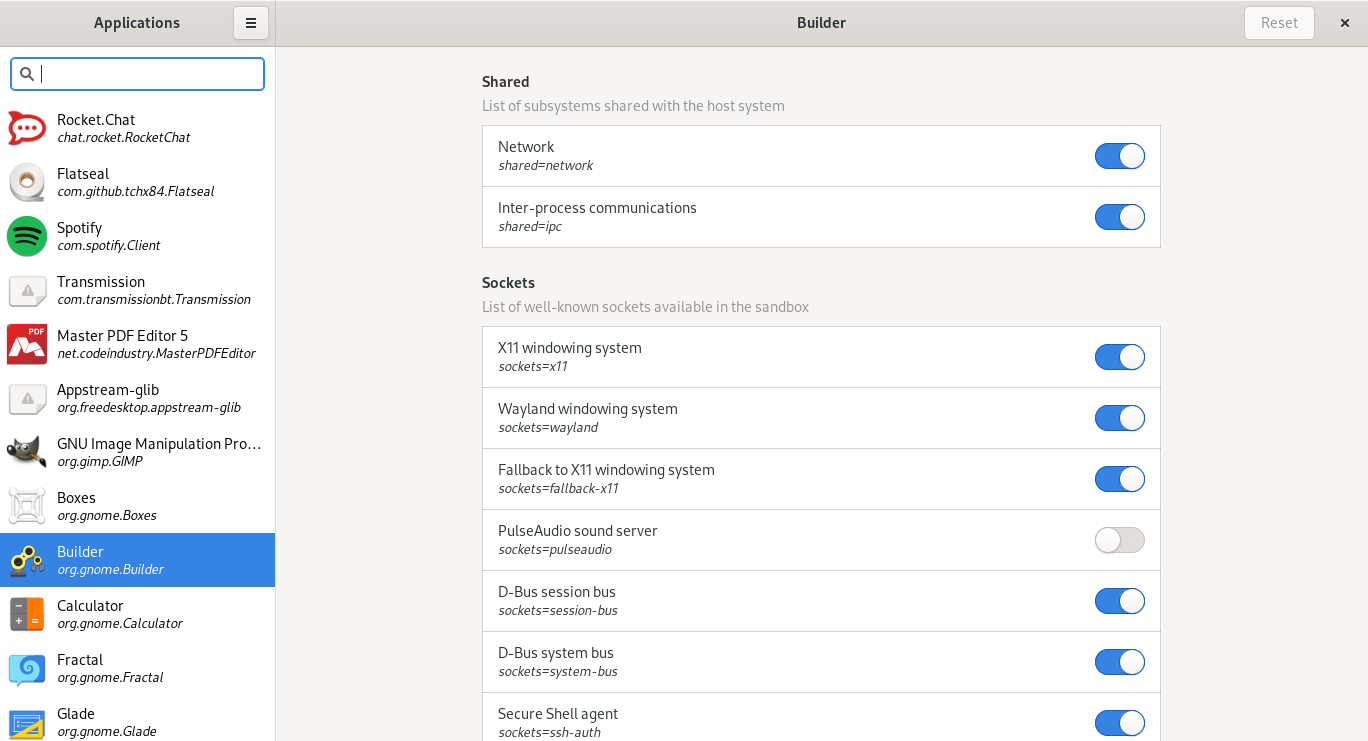 Applications
Builder
Reset
Rocket.Chat
chat.rocket.RocketChat
Flatseal
com.github.tchx84.Flatseal
Spotify
com.spotify.Client
Transmission
com.transmissionbt.Transmission
PDF
Master PDF Editor 5
net.codeindustry.MasterPDFEditor
Appstream-glib
org.freedesktop.appstream-glib
GNU Image Manipulation Pro…
org.gimp.GIMP
Boxes
org.gnome.Boxes
Builder
org.gnome.Builder
Calculator
org.gnome.Calculator
Fractal
org.gnome.Fractal
Glade
org.gnome.Glade
Shared
List of subsystems shared with the host system
Network
shared=network
Inter-process communications
shared=ipc
Sockets
List of well-known sockets available in the sandbox
X11 windowing system
sockets=x11
Wayland windowing system
sockets=wayland
Fallback to X11 windowing system
sockets=fallback-x11
PulseAudio sound server
sockets=pulseaudio
D-Bus session bus
sockets=session-bus
D-Bus system bus
sockets=system-bus
Secure Shell agent
sockets=ssh-auth